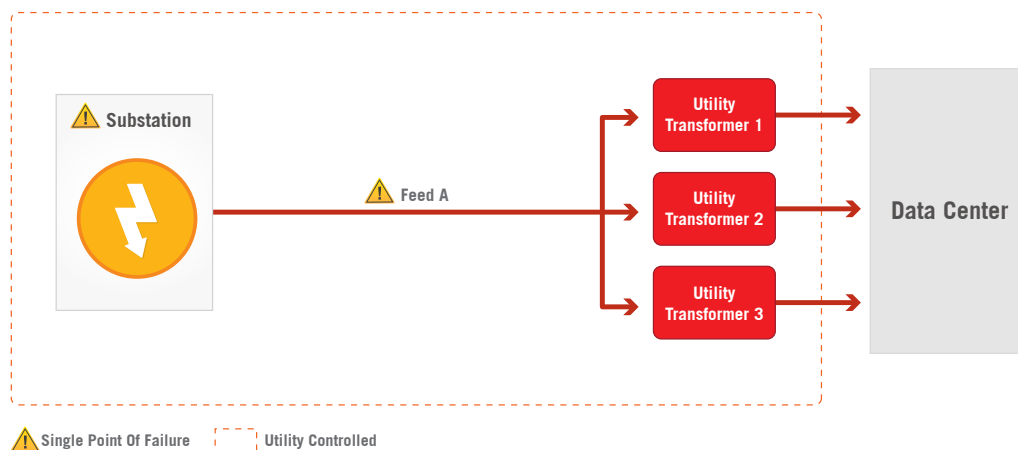 Substation
Feed A
Utility
Transformer 1
Utility
Transformer 2
Utility
Transformer 3
Data Center
Single Point Of Failure
Utility Controlled